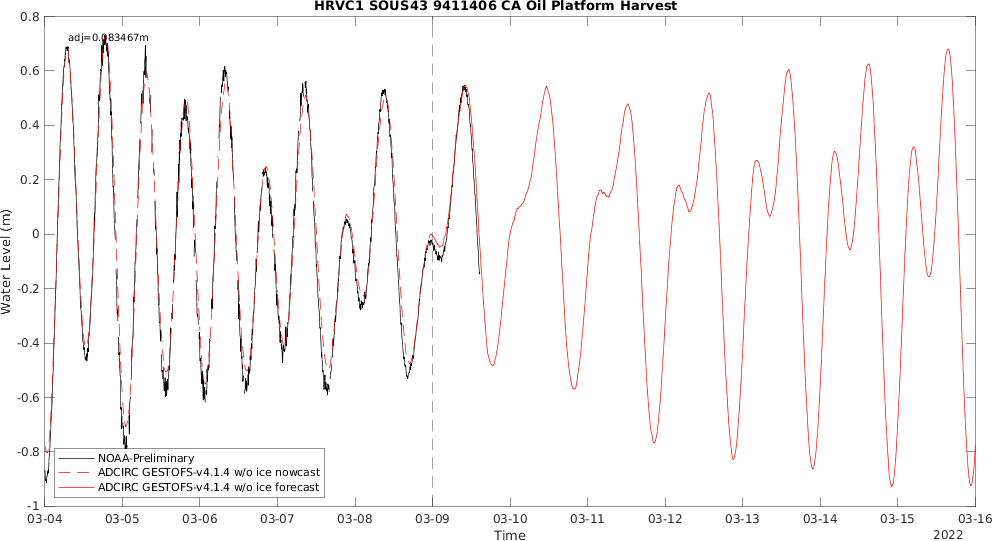 HRVC1 SOUS43 9411406 CA Oil Platform Harvest
adj=0.083467m
Water Level (m)
0.8
0.6
0.4
0.2
0
-0.2
-0.4
-0.6
-0.8
-1
NOAA-Preliminary
ADCIRC GESTOFS-v4.1.4 w/o ice nowcast
ADCIRC GESTOFS-v4.1.4 w/o ice forecast
03-04 03-05 03-06 03-07 03-08 03-09 03-10 03-11 03-12 03-13 03-14 03-15 03-16
Time
2022